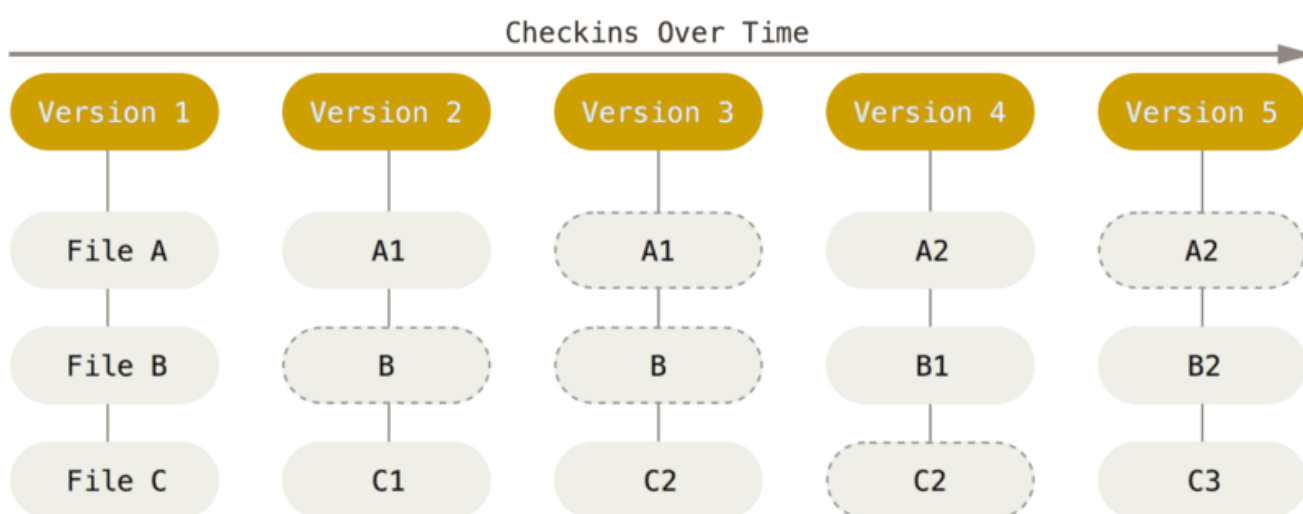 Checkins Over Time
Version 1 Version 2 Version 3 Version 4 Version 5
File A A1 A1 A2 A2
File B B B B1 B2
File C C1 C2 C2 C3